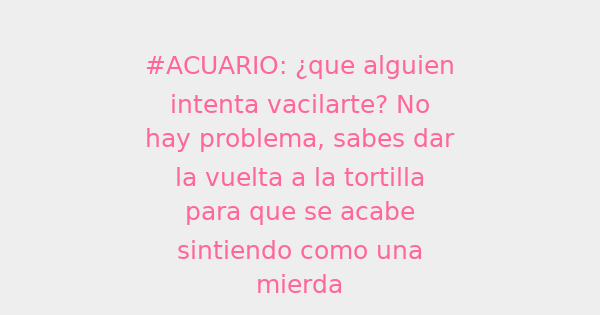 #ACUARIO: ¿que alguien
intenta vacilarte? No
hay problema, sabes dar
la vuelta a la tortilla
para que se acabe
sintiendo como una
mierda